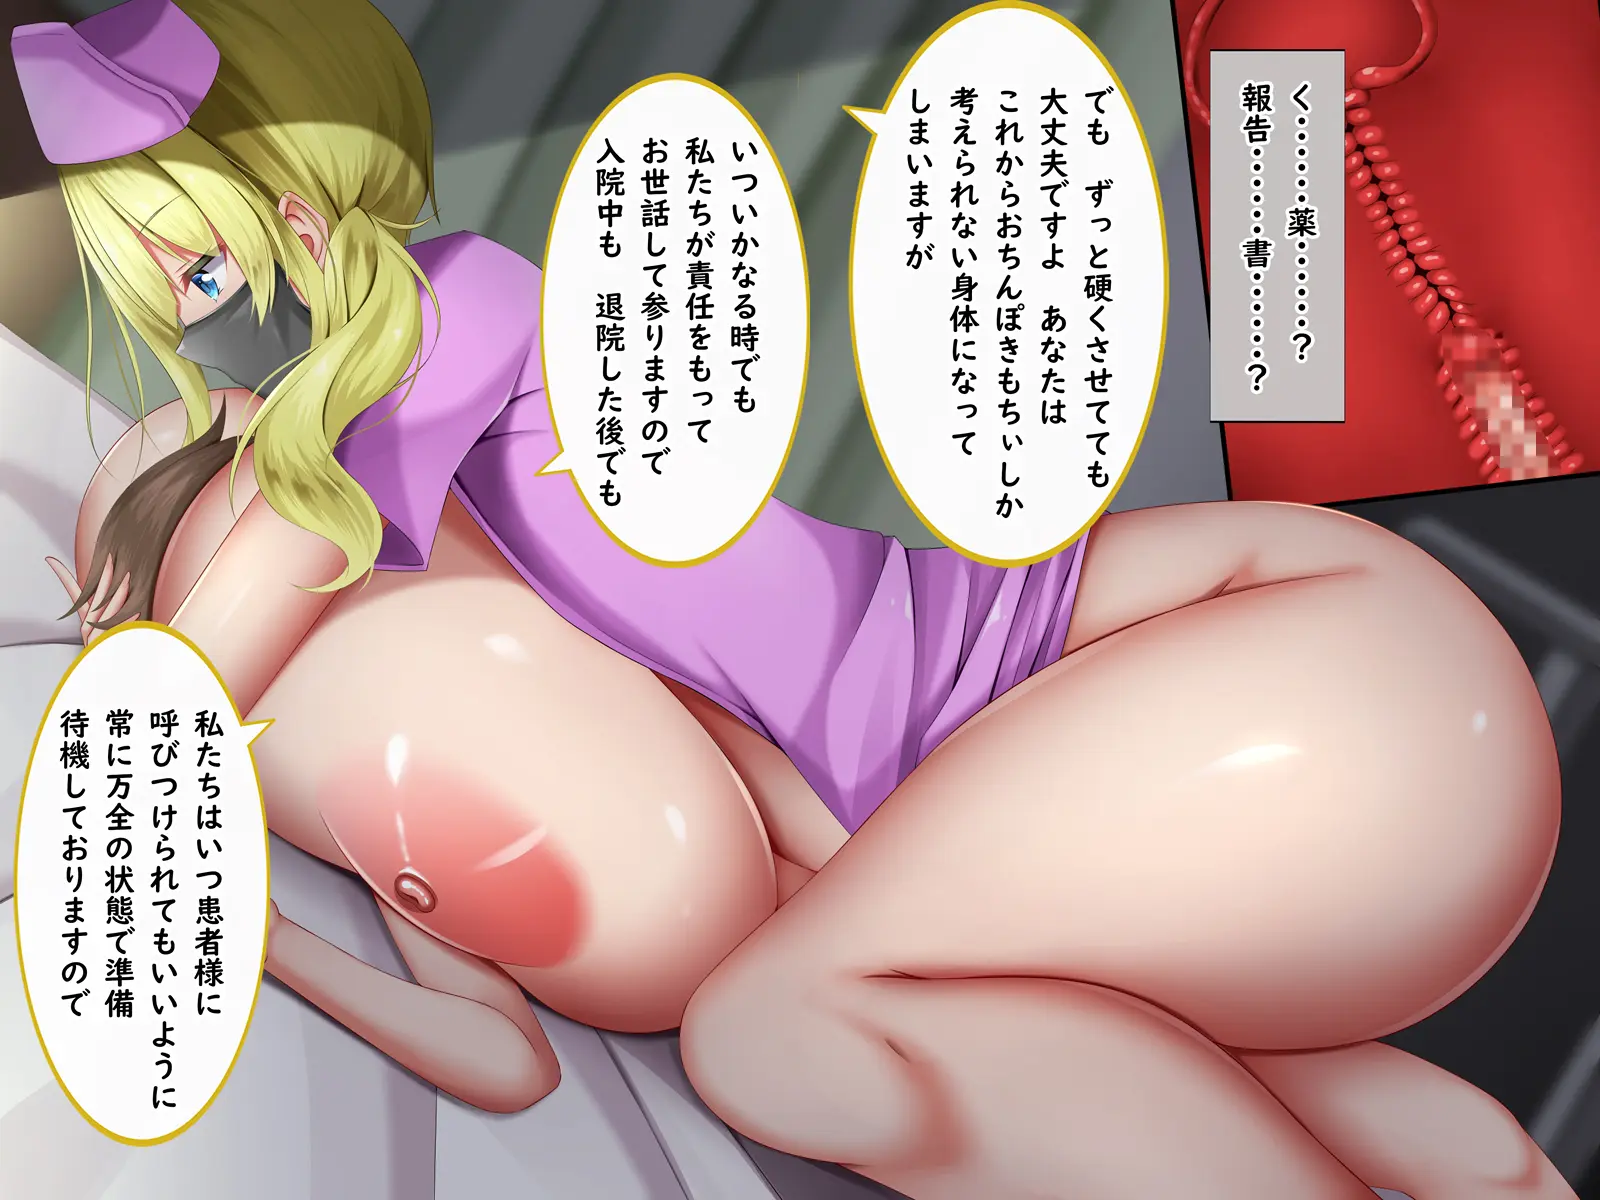 く………薬………?
報告…………書…………?
でも　ずっと硬くさせてても
大丈夫ですよ　あなたは
これからおちんぽきもちぃしか
考えられない身体になって
しまいますが
いついかなる時でも
私たちが責任をもって
お世話して参りますので
入院中も　退院した後でも
私たちはいつ患者様に
呼びつけられてもいいように
常に万全の状態で準備
待機しておりますので